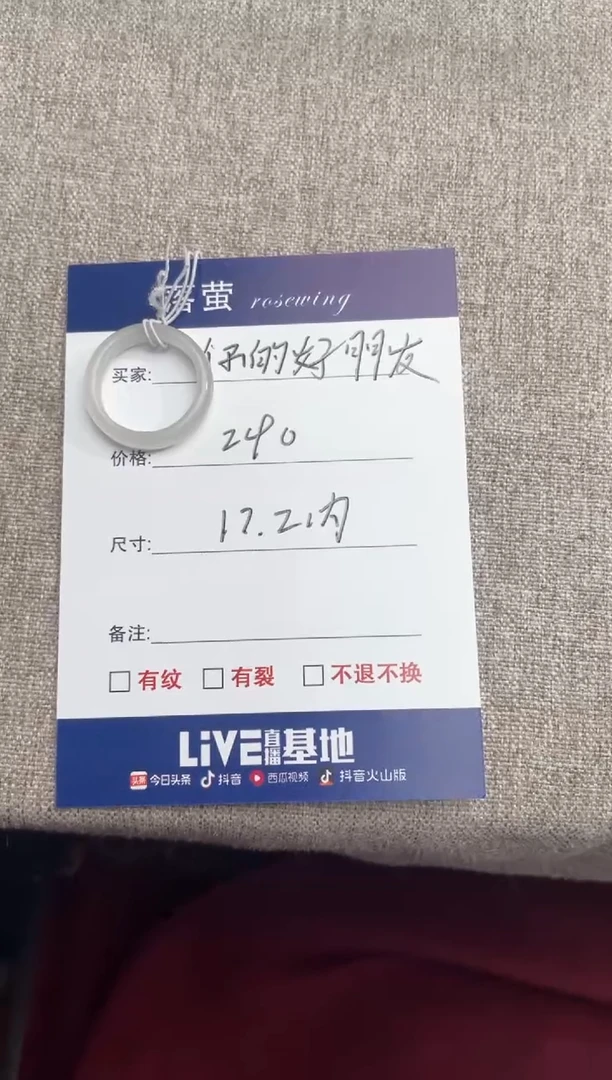 萤 rosewing
买家: 你的好朋友
价格: 240
尺寸: 17.2内
备注:
有纹 有裂 不退不换
LiVE直播基地
头条 今日头条 抖音 西瓜视频 抖音火山版